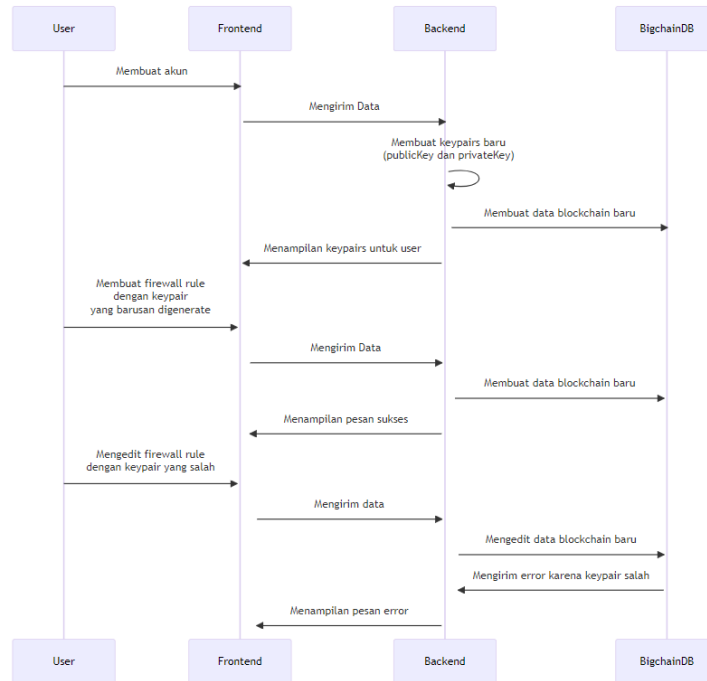 User
Frontend
Backend
BigchainDB
Membuat akun
Mengirim Data
Membuat keypairs baru
(publicKey dan privateKey)
Membuat data blockchain baru
Menampilan keypairs untuk user
Membuat firewall rule
dengan keypair
yang barusan digenerate
Mengirim Data
Membuat data blockchain baru
Menampilan pesan sukses
Mengedit firewall rule
dengan keypair yang salah
Mengirim data
Mengedit data blockchain baru
Mengirim error karena keypair salah
Menampilan pesan error
User
Frontend
Backend
BigchainDB